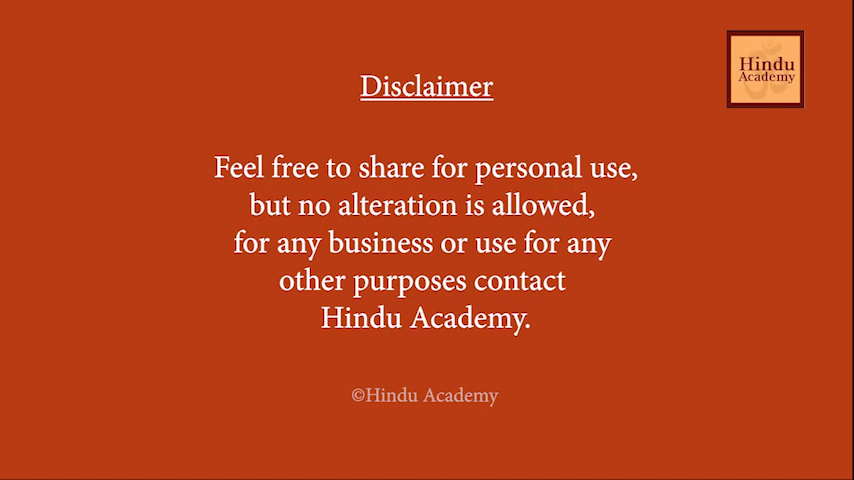 Hindu
Academy
Disclaimer
Feel free to share for personal use,
but no alteration is allowed,
for any business or use for any
other purposes contact
Hindu Academy.
©Hindu Academy